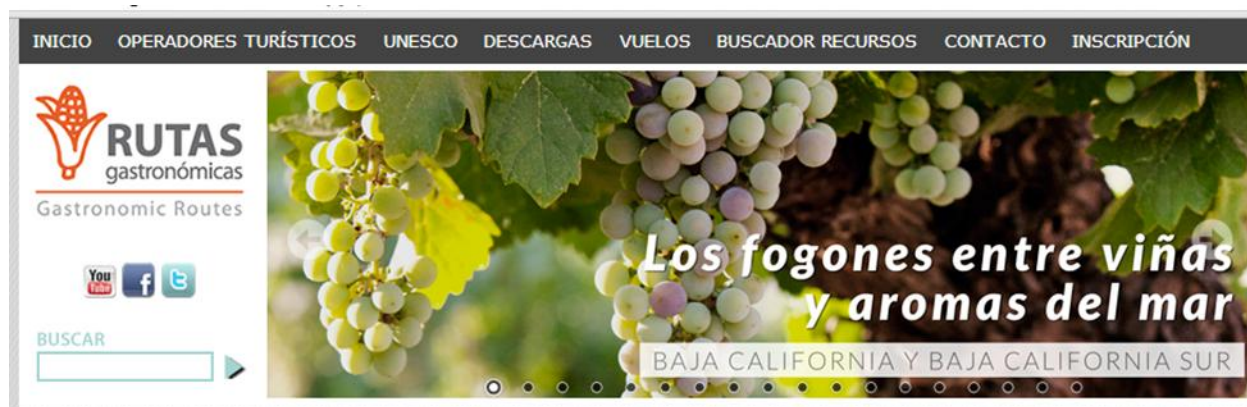 INICIO OPERADORES TURÍSTICOS UNESCO DESCARGAS VUELOS BUSCADOR RECURSOS CONTACTO INSCRIPCIÓN
RUTAS
gastronómicas
Gastronomic Routes
You
Tube
f
t
BUSCAR
Los fogones entre viñas
y aromas del mar
BAJA CALIFORNIA Y BAJA CALIFORNIA SUR